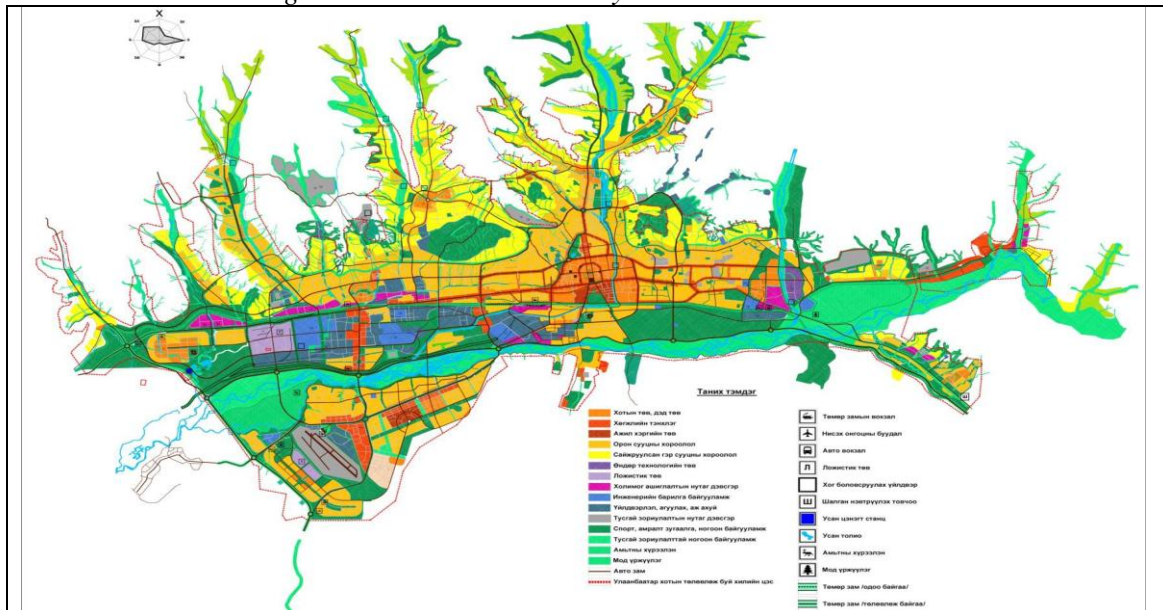 Таних тэмдэг
Хотын төв, дэд төв
Хөгжлийн тэнхлэг
Ажил хэргийн төв
Орон сууцны хороолол
Сайжруулсан гэр сууцны хороолол
Өндөр технологийн төв
Ложистик төв
Холимог ашиглалтын нутаг дэвсгэр
Инженерийн барилга байгууламж
Үйлдвэрлэл, агуулах, аж ахуй
Тусгай зориулалтын нутаг дэвсгэр
Спорт, амралт зугаалга, ногоон байгууламж
Тусгай зориулалттай ногоон байгууламж
Амьтны хүрээлэн
Мод үржүүлэг
Авто зам
Улаанбаатар хотын төлөвлөж буй хилийн цэс
Төмөр замын вокзал
Нисэх онгоцны буудал
Авто вокзал
Л Ложистик төв
Хог боловсруулах үйлдвэр
Ш Шалган нэвтрүүлэх товчоо
Усан цэнэгт станц
Усан толио
Амьтны хүрээлэн
Мод үржүүлэг
Төмөр зам /одоо байгаа/
Төмөр зам /төлөвлөж байгаа/